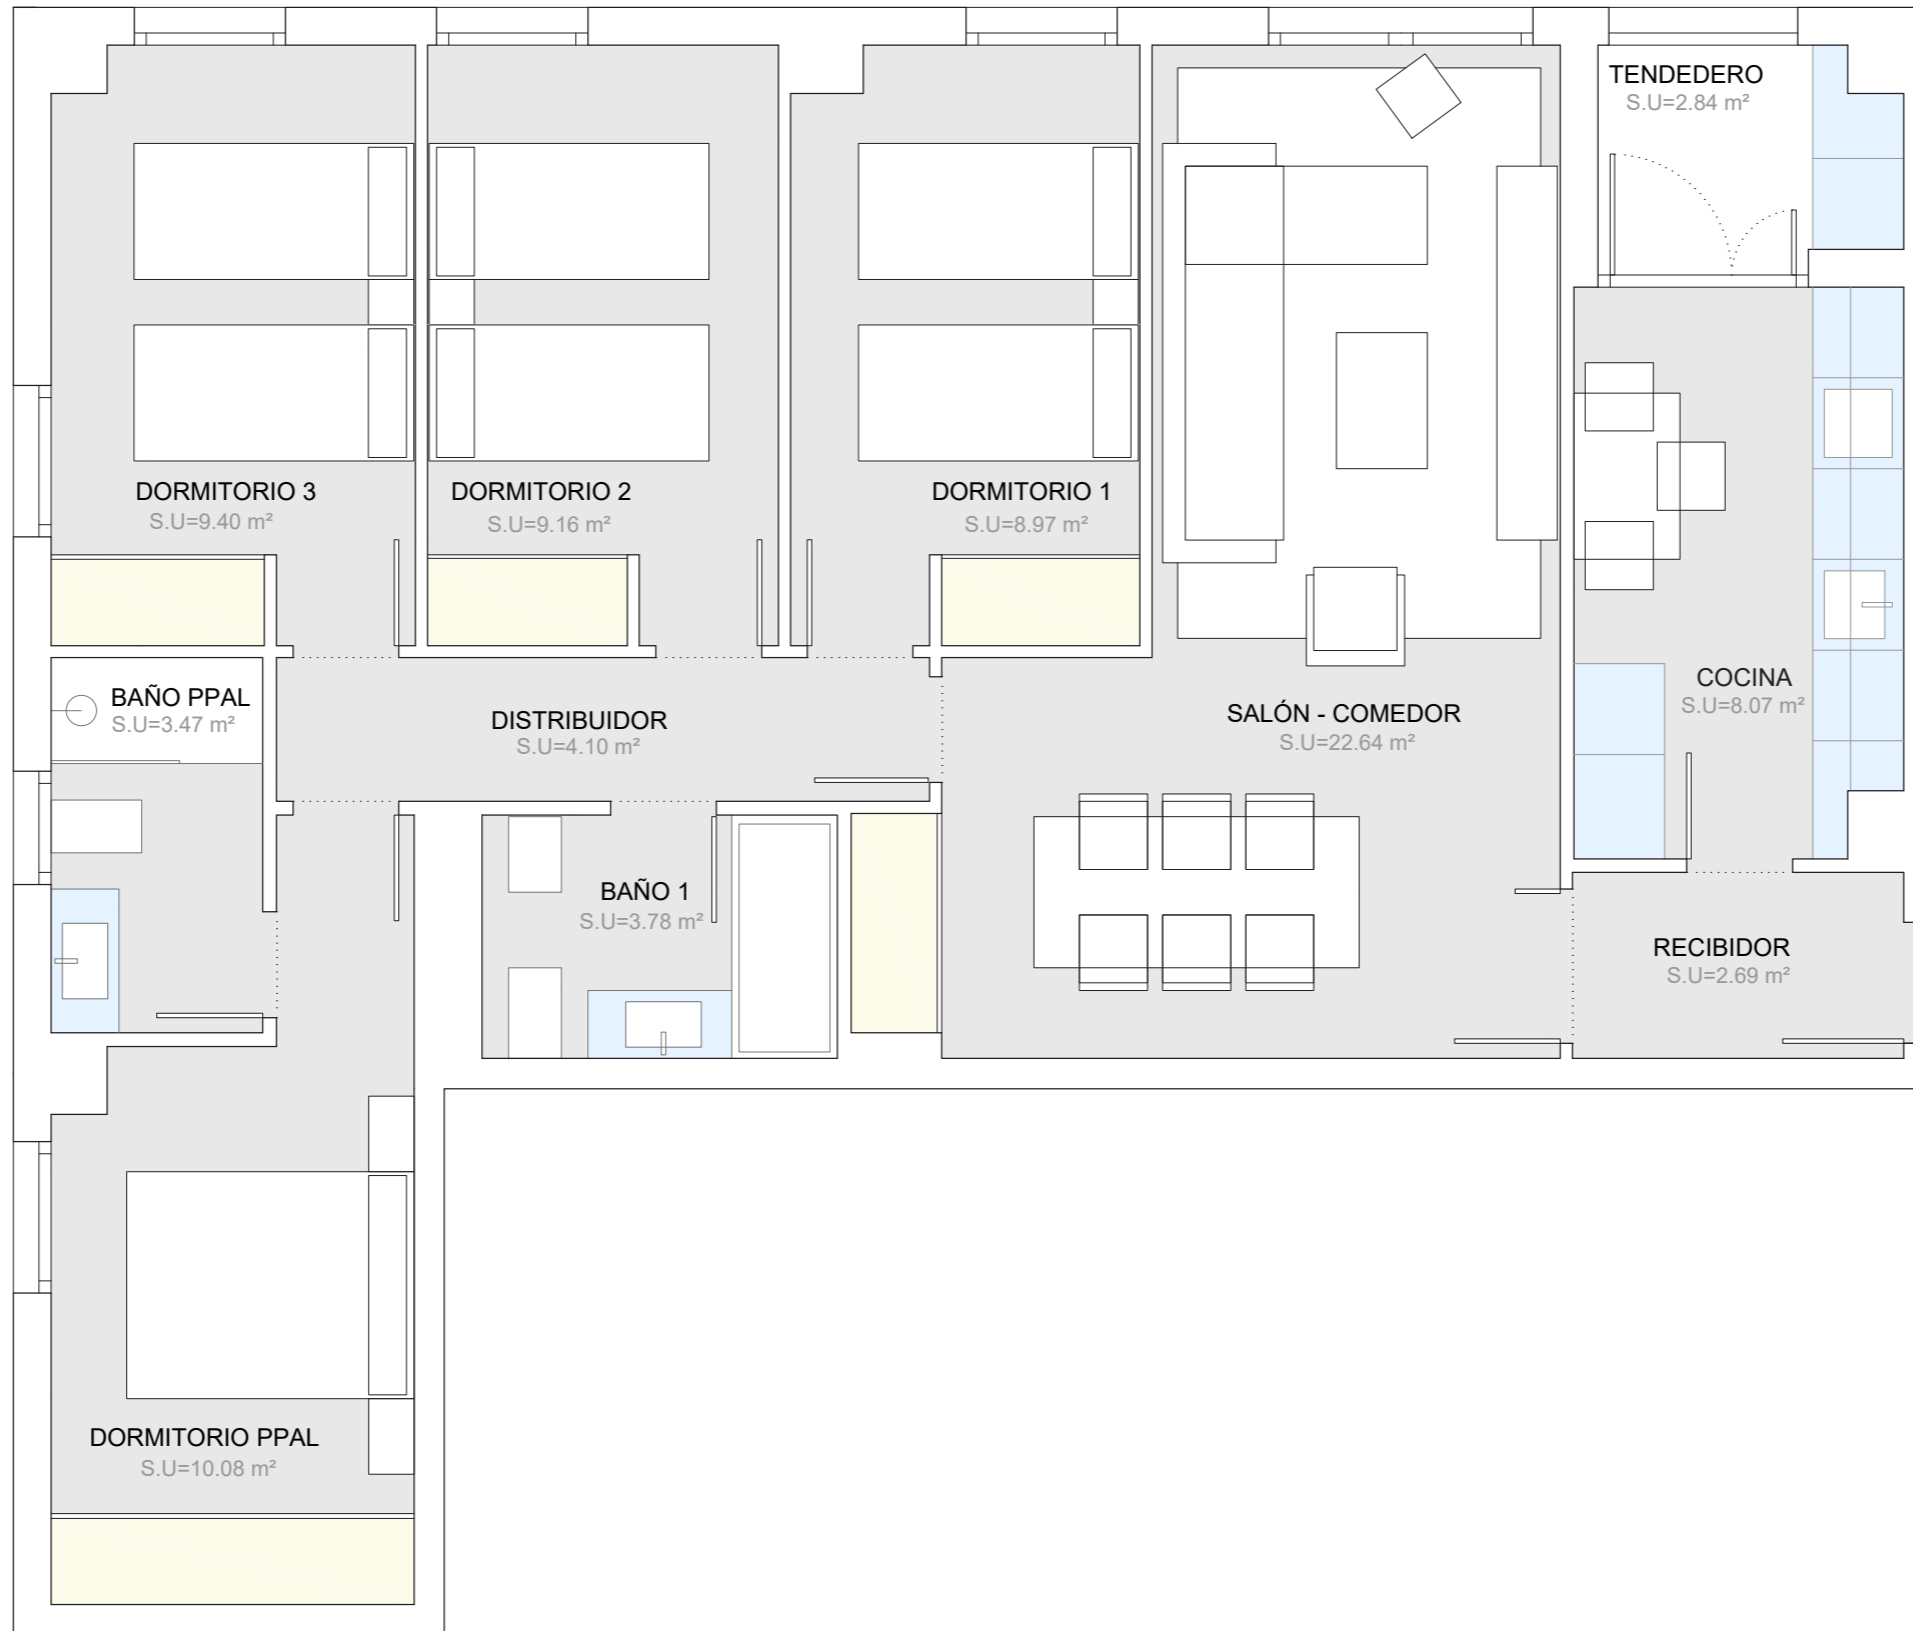 TENDEDERO
S.U=2.84 m²
DORMITORIO 3
S.U=9.40 m²
DORMITORIO 2
S.U=9.16 m²
DORMITORIO 1
S.U=8.97 m²
BAÑO PPAL
S.U=3.47 m²
DISTRIBUIDOR
S.U=4.10 m²
SALÓN - COMEDOR
S.U=22.64 m²
COCINA
S.U=8.07 m²
BAÑO 1
S.U=3.78 m²
RECIBIDOR
S.U=2.69 m²
DORMITORIO PPAL
S.U=10.08 m²